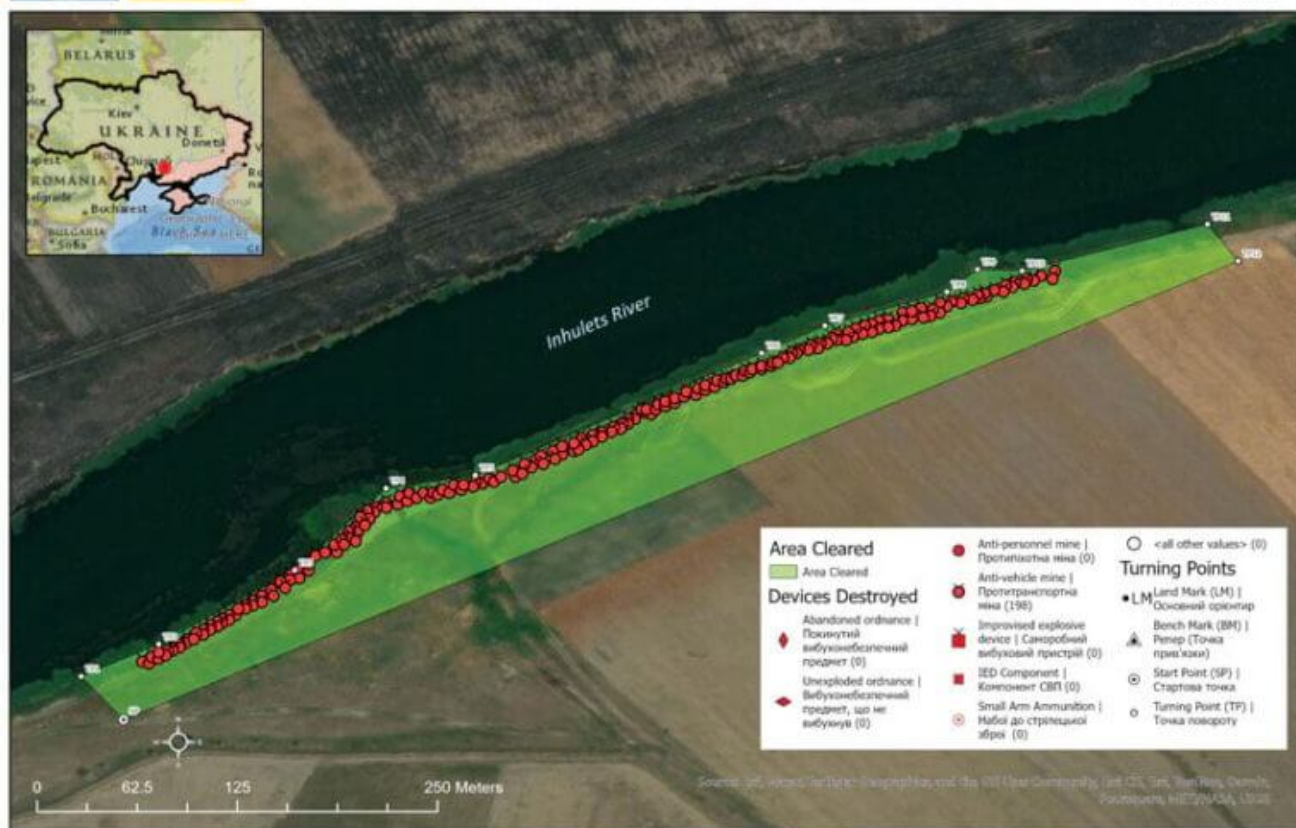 BELARUS
Kiev
UKRAINE
Donetsk
ROMANIA
Belgrade
Bucharest
BULGARIA
Sofia
Black Sea
Inhulets River
Area Cleared
Area Cleared
Devices Destroyed
Abandoned ordnance |
Покинутий
вибухонебезпечний
предмет (0)
Unexploded ordnance |
Вибухонебезпечний
предмет, що не
вибухнув (0)
Anti-personnel mine |
Протипіхотна міна (0)
Anti-vehicle mine |
Протитранспортна
міна (198)
Improvised explosive
device | Саморобний
вибуховий пристрій (0)
IED Component |
Компонент СВП (0)
Small Arm Ammunition |
Набої до стрілецької
зброї (0)
<all other values> (0)
Turning Points
LM Land Mark (LM) |
Основний орієнтир
Bench Mark (BM) |
Репер (Точка
прив'язки)
Start Point (SP) |
Стартова точка
Turning Point (TP) |
Точка повороту
0 62.5 125 250 Meters